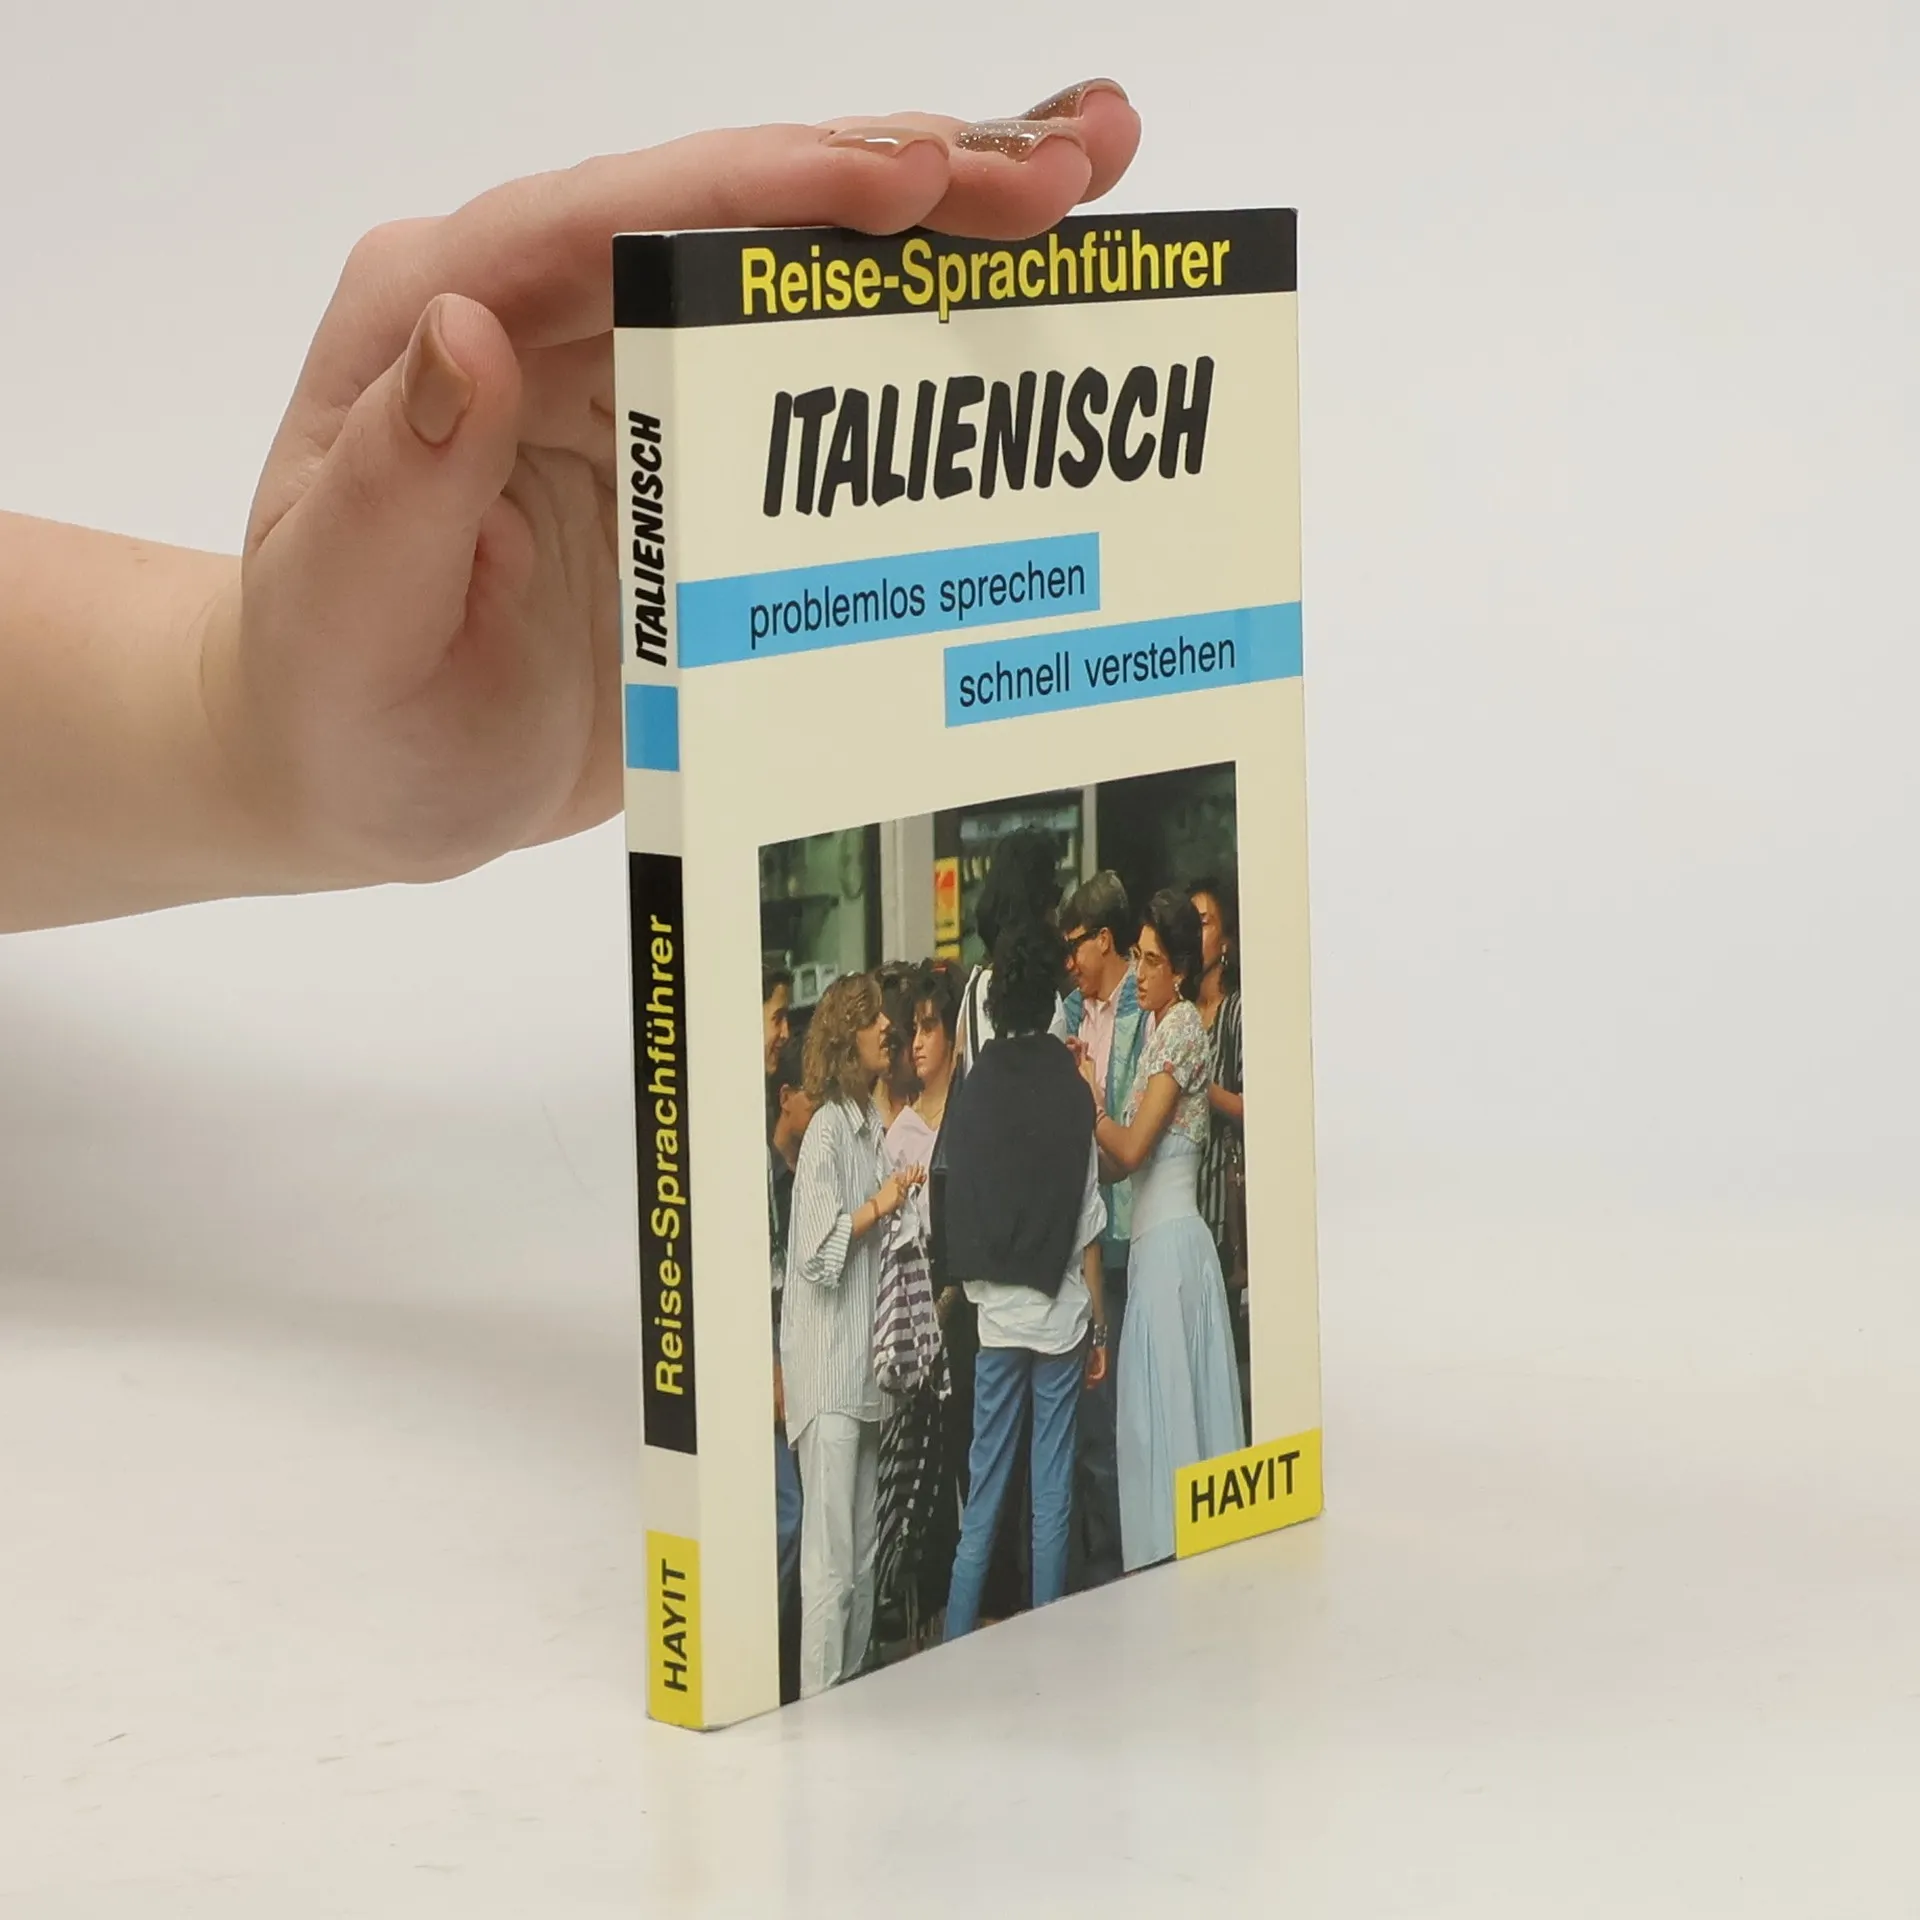 Reise-Sprachführer
ITALIENISCH
problemlos sprechen
schnell verstehen
HAYIT
ITALIENISCH
Reise-Sprachführer
HAYIT